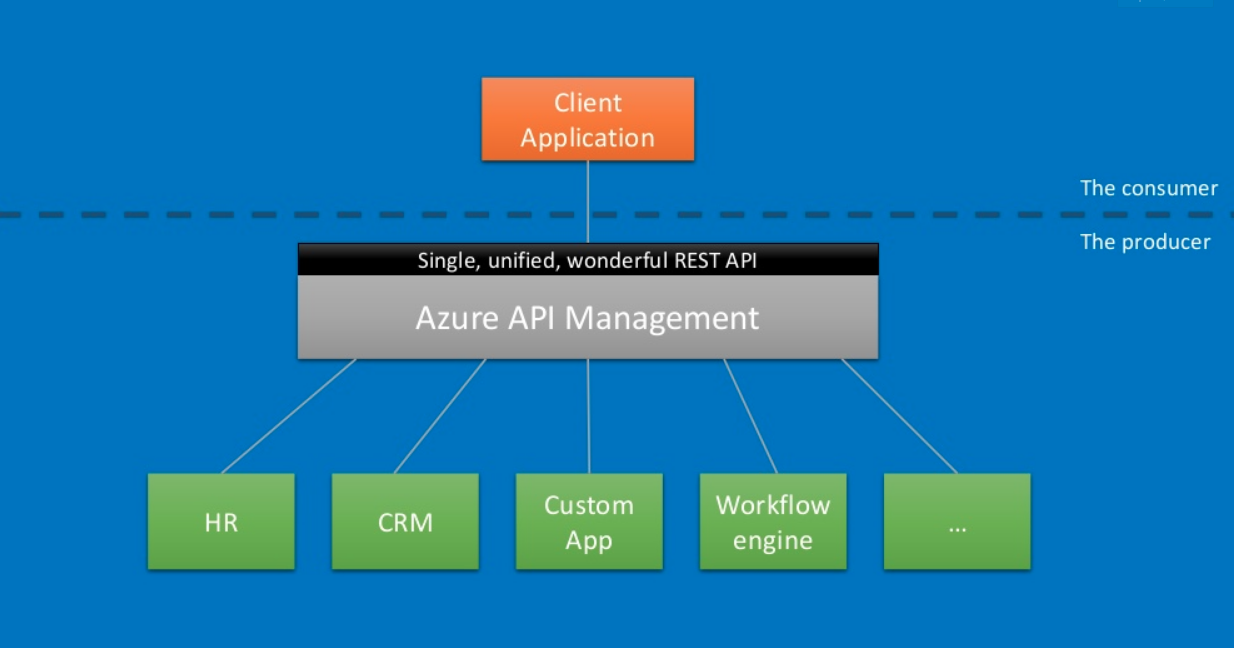 Client
Application
The consumer
The producer
Single, unified, wonderful REST API
Azure API Management
HR
CRM
Custom
App
Workflow
engine
...